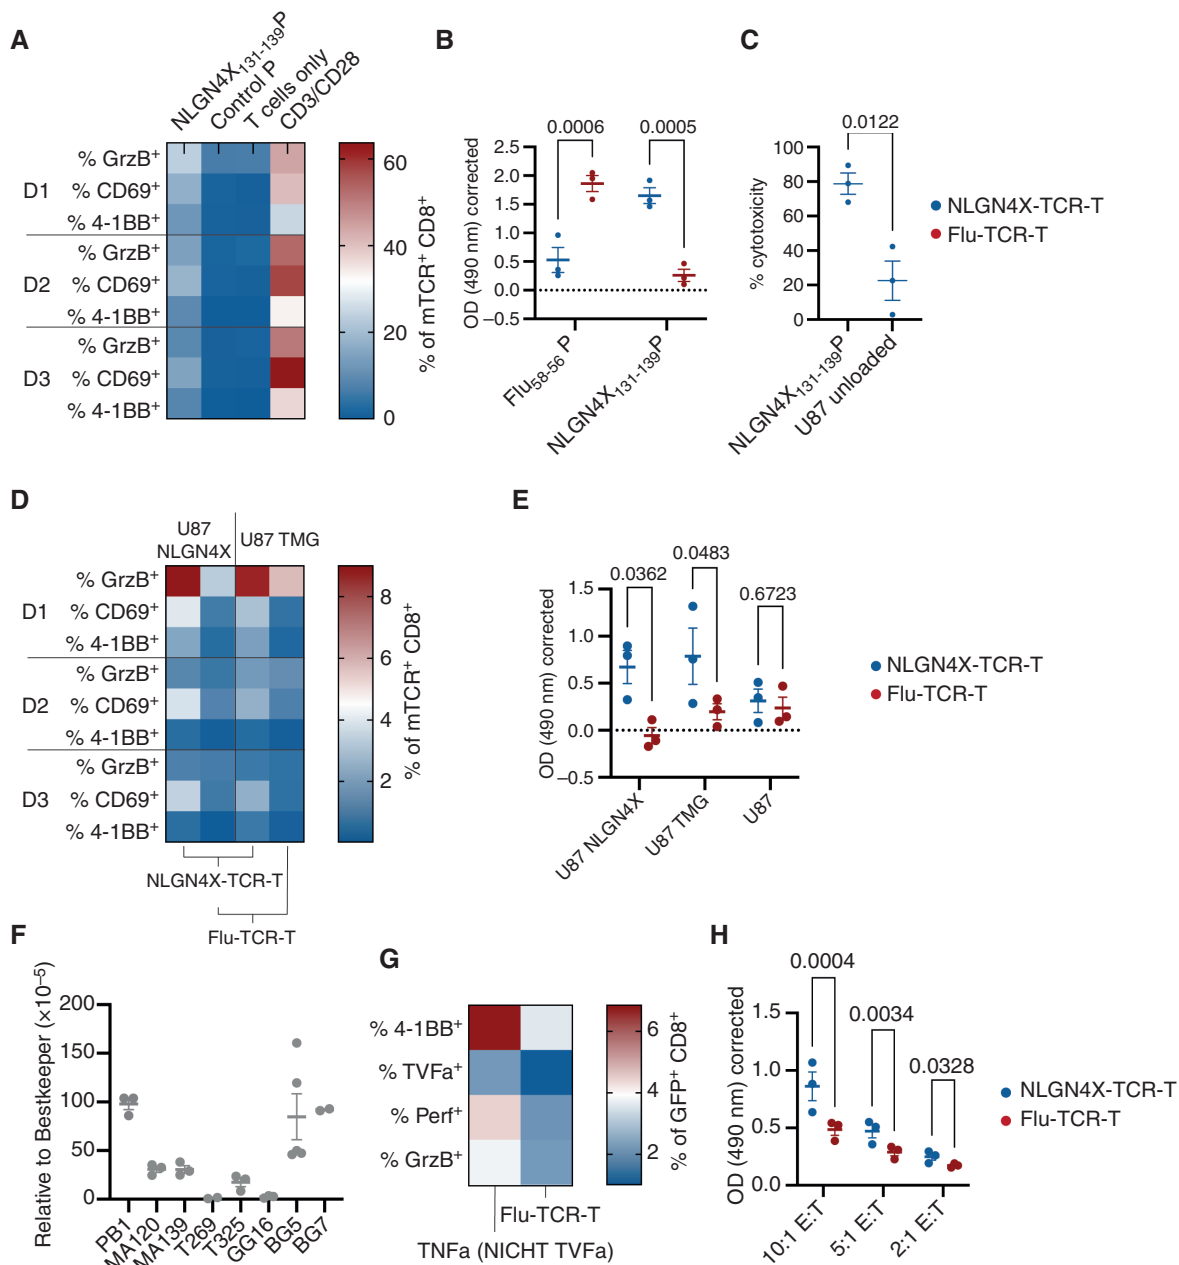 A
NLGN4X131-139P
Control P
T cells only
CD3/CD28
% GrzB+
D1 % CD69+
% 4-1BB+
% GrzB+
D2 % CD69+
% 4-1BB+
% GrzB+
D3 % CD69+
% 4-1BB+
60
40
20
0
% of mTCR+ CD8+
B
0.0006 0.0005
2.5
2.0
1.5
1.0
0.5
0.0
–0.5
OD (490 nm) corrected
Flu58-56 P
NLGN4X131-139P
C
0.0122
100
80
60
40
20
0
% cytotoxicity
NLGN4X131-139P
U87 unloaded
NLGN4X-TCR-T
Flu-TCR-T
D
U87
NLGN4X
U87 TMG
% GrzB+
D1 % CD69+
% 4-1BB+
% GrzB+
D2 % CD69+
% 4-1BB+
% GrzB+
D3 % CD69+
% 4-1BB+
8
6
4
2
% of mTCR+ CD8+
NLGN4X-TCR-T
Flu-TCR-T
E
0.0362 0.0483 0.6723
1.5
1.0
0.5
0.0
–0.5
OD (490 nm) corrected
U87 NLGN4X
U87 TMG
U87
NLGN4X-TCR-T
Flu-TCR-T
F
Relative to Bestkeeper (×10–5)
200
150
100
50
0
PB1
MA120
MA139
T269
T325
GG16
BG5
BG7
G
% 4-1BB+
% TVFa+
% Perf+
% GrzB+
6
4
2
% of GFP+ CD8+
Flu-TCR-T
TNFa (NICHT TVFa)
H
0.0004
0.0034
0.0328
1.5
1.0
0.5
0.0
OD (490 nm) corrected
10:1 E:T
5:1 E:T
2:1 E:T
NLGN4X-TCR-T
Flu-TCR-T